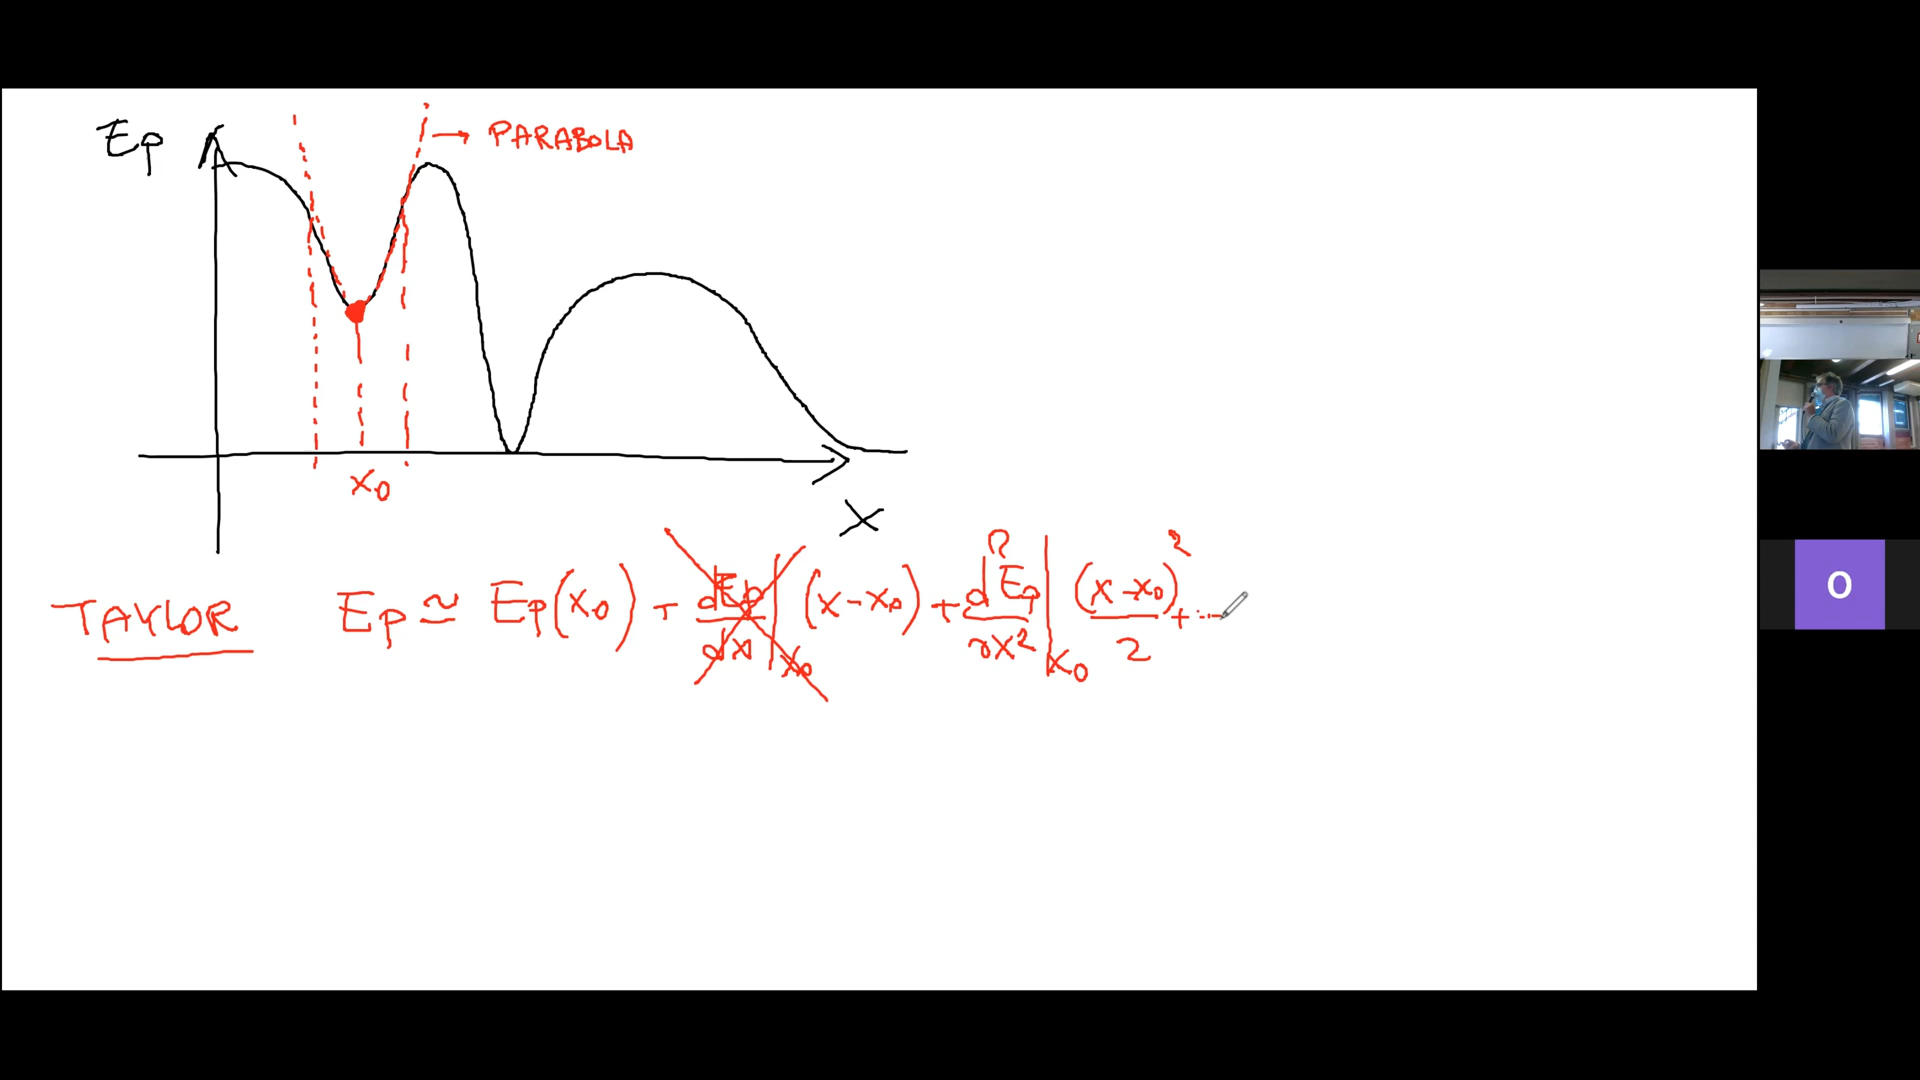 Ep
→ PARABOLA
x₀
X
TAYLOR Ep ≃ Ep(x₀) + dEp/dx|x₀ (x-x₀) + d²Ep/dx²|x₀ (x-x₀)²/2 + ...
O